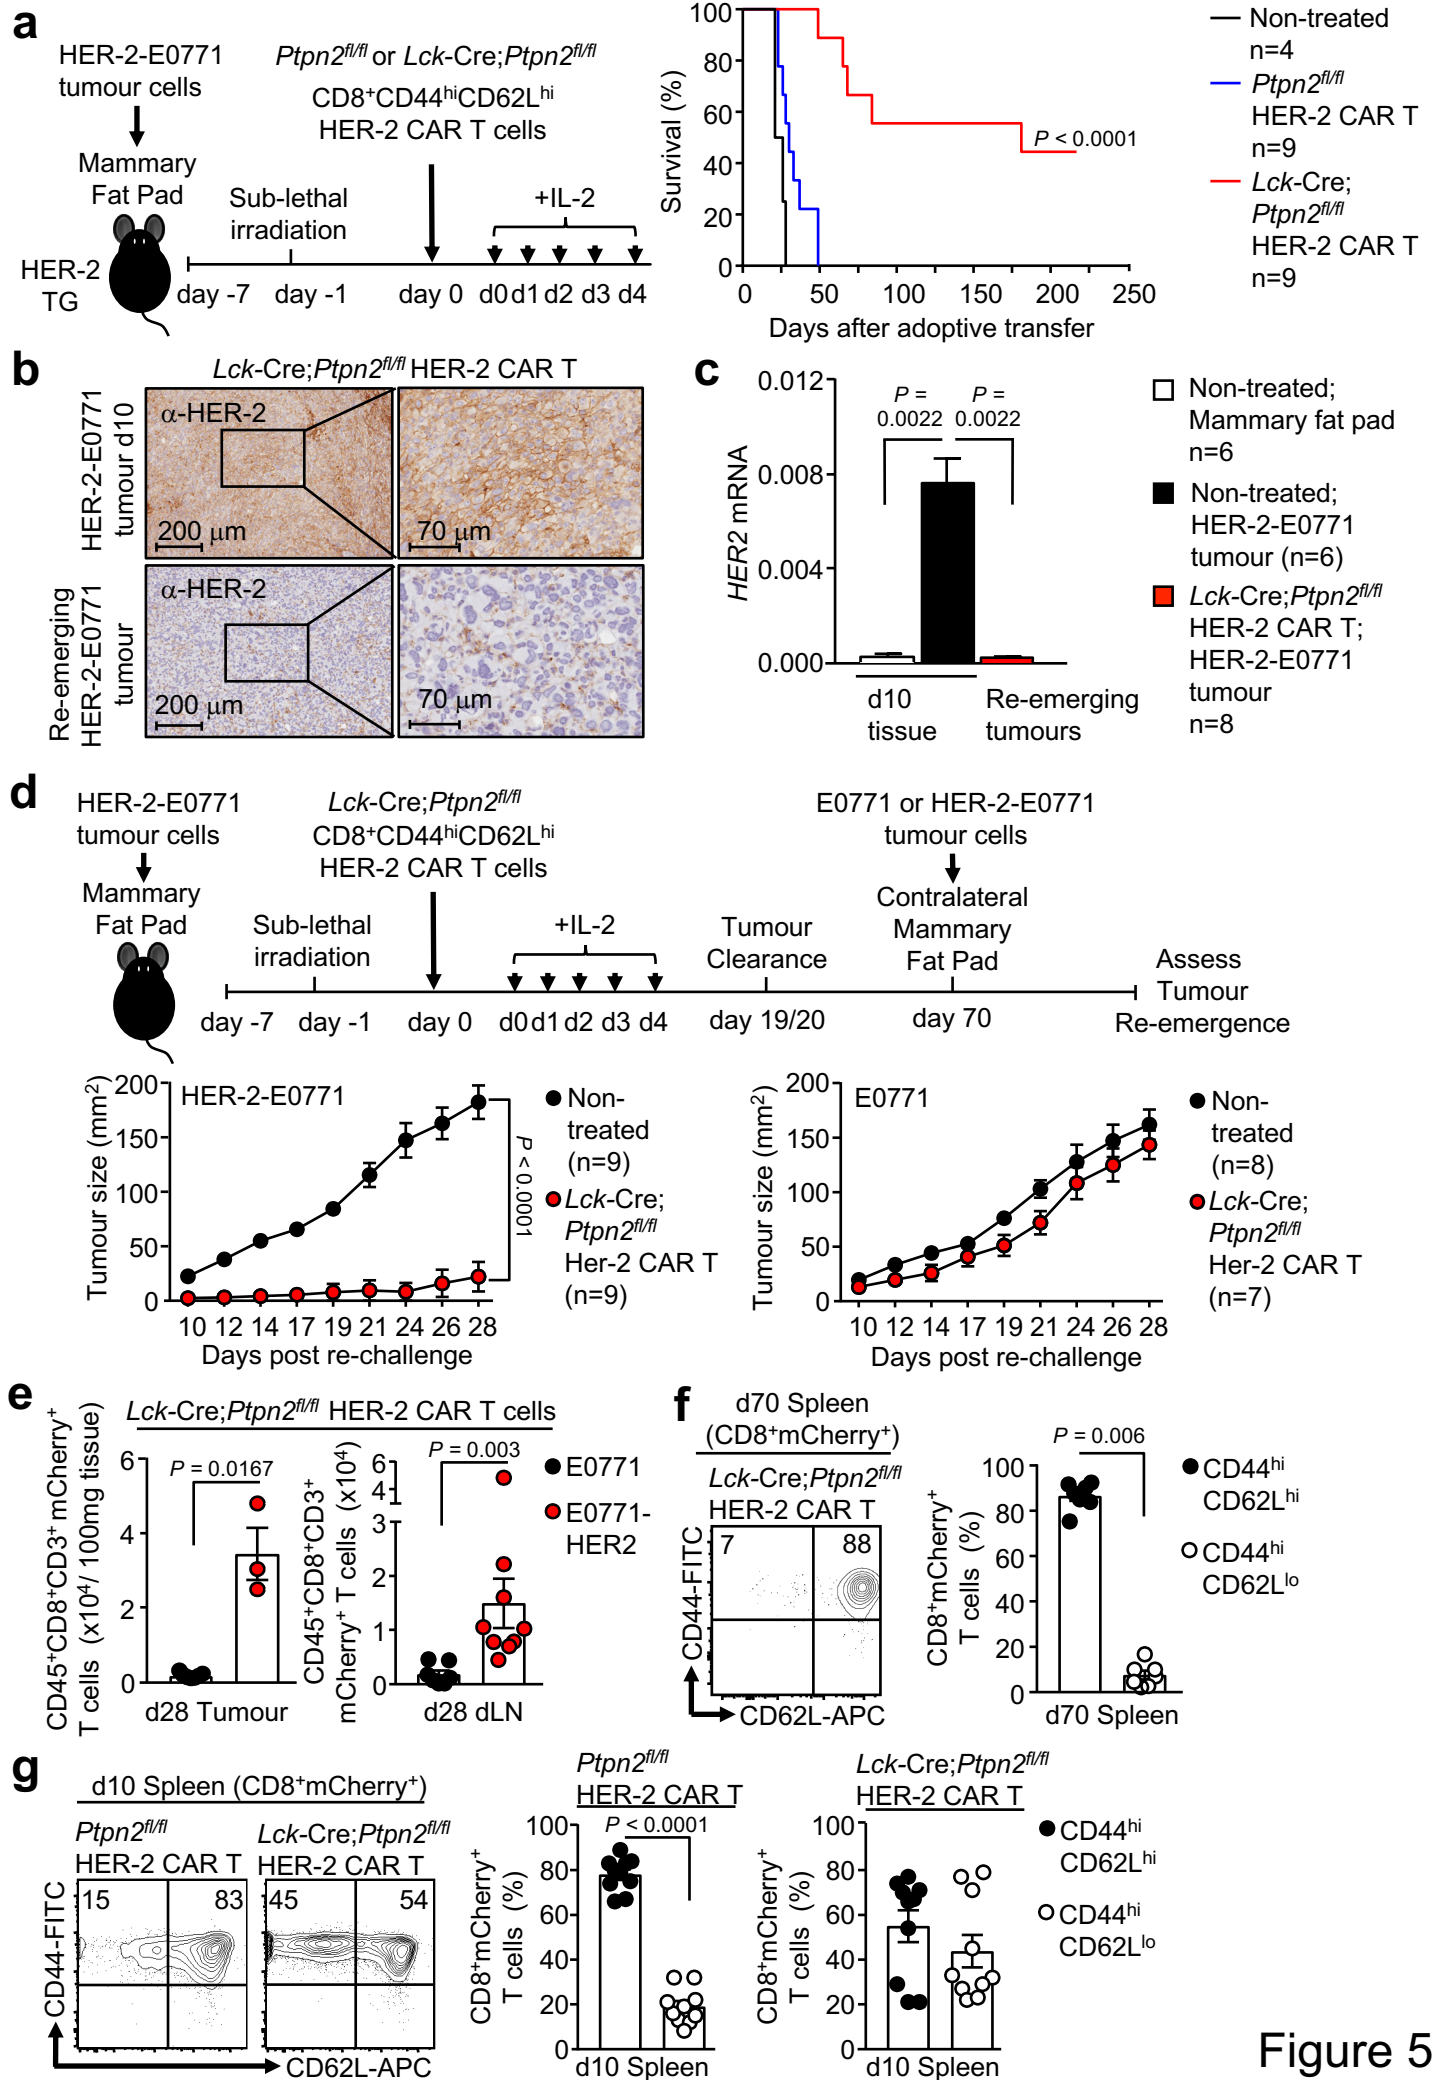 a
HER-2-E0771
tumour cells
Mammary
Fat Pad
HER-2
TG
Ptpn2fl/fl or Lck-Cre;Ptpn2fl/fl
CD8+CD44hiCD62Lhi
HER-2 CAR T cells
Sub-lethal
irradiation
+IL-2
day -7 day -1 day 0 d0 d1 d2 d3 d4
Survival (%)
100
80
60
40
20
0
0 50 100 150 200 250
Days after adoptive transfer
P < 0.0001
Non-treated
n=4
Ptpn2fl/fl
HER-2 CAR T
n=9
Lck-Cre;
Ptpn2fl/fl
HER-2 CAR T
n=9
b
Lck-Cre;Ptpn2fl/fl HER-2 CAR T
HER-2-E0771
tumour d10
α-HER-2
200 μm
70 μm
Re-emerging
HER-2-E0771
tumour
α-HER-2
200 μm
70 μm
c
HER2 mRNA
0.012
0.008
0.004
0.000
P =
0.0022
P =
0.0022
d10
tissue
Re-emerging
tumours
Non-treated;
Mammary fat pad
n=6
Non-treated;
HER-2-E0771
tumour (n=6)
Lck-Cre;Ptpn2fl/fl
HER-2 CAR T;
HER-2-E0771
tumour
n=8
d
HER-2-E0771
tumour cells
Mammary
Fat Pad
Lck-Cre;Ptpn2fl/fl
CD8+CD44hiCD62Lhi
HER-2 CAR T cells
Sub-lethal
irradiation
+IL-2
Tumour
Clearance
E0771 or HER-2-E0771
tumour cells
Contralateral
Mammary
Fat Pad
Assess
Tumour
Re-emergence
day -7 day -1 day 0 d0 d1 d2 d3 d4 day 19/20 day 70
Tumour size (mm2)
200
150
100
50
0
HER-2-E0771
10 12 14 17 19 21 24 26 28
Days post re-challenge
P < 0.0001
Non-
treated
(n=9)
Lck-Cre;
Ptpn2fl/fl
Her-2 CAR T
(n=9)
Tumour size (mm2)
200
150
100
50
0
E0771
10 12 14 17 19 21 24 26 28
Days post re-challenge
Non-
treated
(n=8)
Lck-Cre;
Ptpn2fl/fl
Her-2 CAR T
(n=7)
e
Lck-Cre;Ptpn2fl/fl HER-2 CAR T cells
CD45+CD8+CD3+ mCherry+
T cells (x104/ 100mg tissue)
6
4
2
0
P = 0.0167
d28 Tumour
CD45+CD8+CD3+
mCherry+ T cells (x104)
6
4
3
2
1
0
P = 0.003
d28 dLN
E0771
E0771-
HER2
f
d70 Spleen
(CD8+mCherry+)
Lck-Cre;Ptpn2fl/fl
HER-2 CAR T
7 88
CD44-FITC
CD62L-APC
CD8+mCherry+
T cells (%)
100
80
60
40
20
0
P = 0.006
d70 Spleen
CD44hi
CD62Lhi
CD44hi
CD62Llo
g
d10 Spleen (CD8+mCherry+)
Ptpn2fl/fl
HER-2 CAR T
Lck-Cre;Ptpn2fl/fl
HER-2 CAR T
15 83
45 54
CD44-FITC
CD62L-APC
Ptpn2fl/fl
HER-2 CAR T
CD8+mCherry+
T cells (%)
100
80
60
40
20
0
P < 0.0001
d10 Spleen
Lck-Cre;Ptpn2fl/fl
HER-2 CAR T
CD8+mCherry+
T cells (%)
100
80
60
40
20
0
d10 Spleen
CD44hi
CD62Lhi
CD44hi
CD62Llo
Figure 5